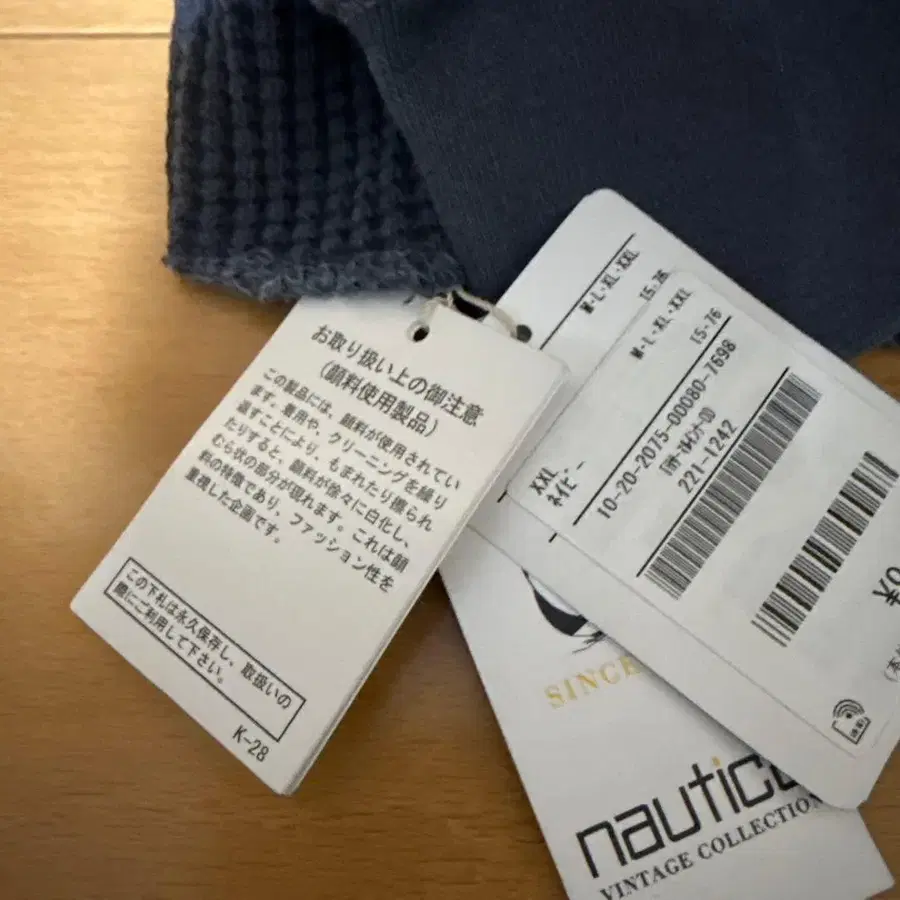 お取り扱い上の御注意
(顔料使用製品)
この製品には、顔料が使用されてい
ます。着用や、クリーニングを繰り
返すことにより、もまれたり擦られ
たりすると、顔料が徐々に白化し、
むら状の部分が現れます。これは顔
料の特徴であり、ファッション性を
重視した企画です。
この下札は永久保存し、取扱いの
際にご利用して下さい。
K-28
M・L・XL・XXL
15-76
M・L・XL・XXL
15-76
XXL
ネイビー
10-20-2075-00080-7698
221-1242
¥9
SINCE
nautica
VINTAGE COLLECTION